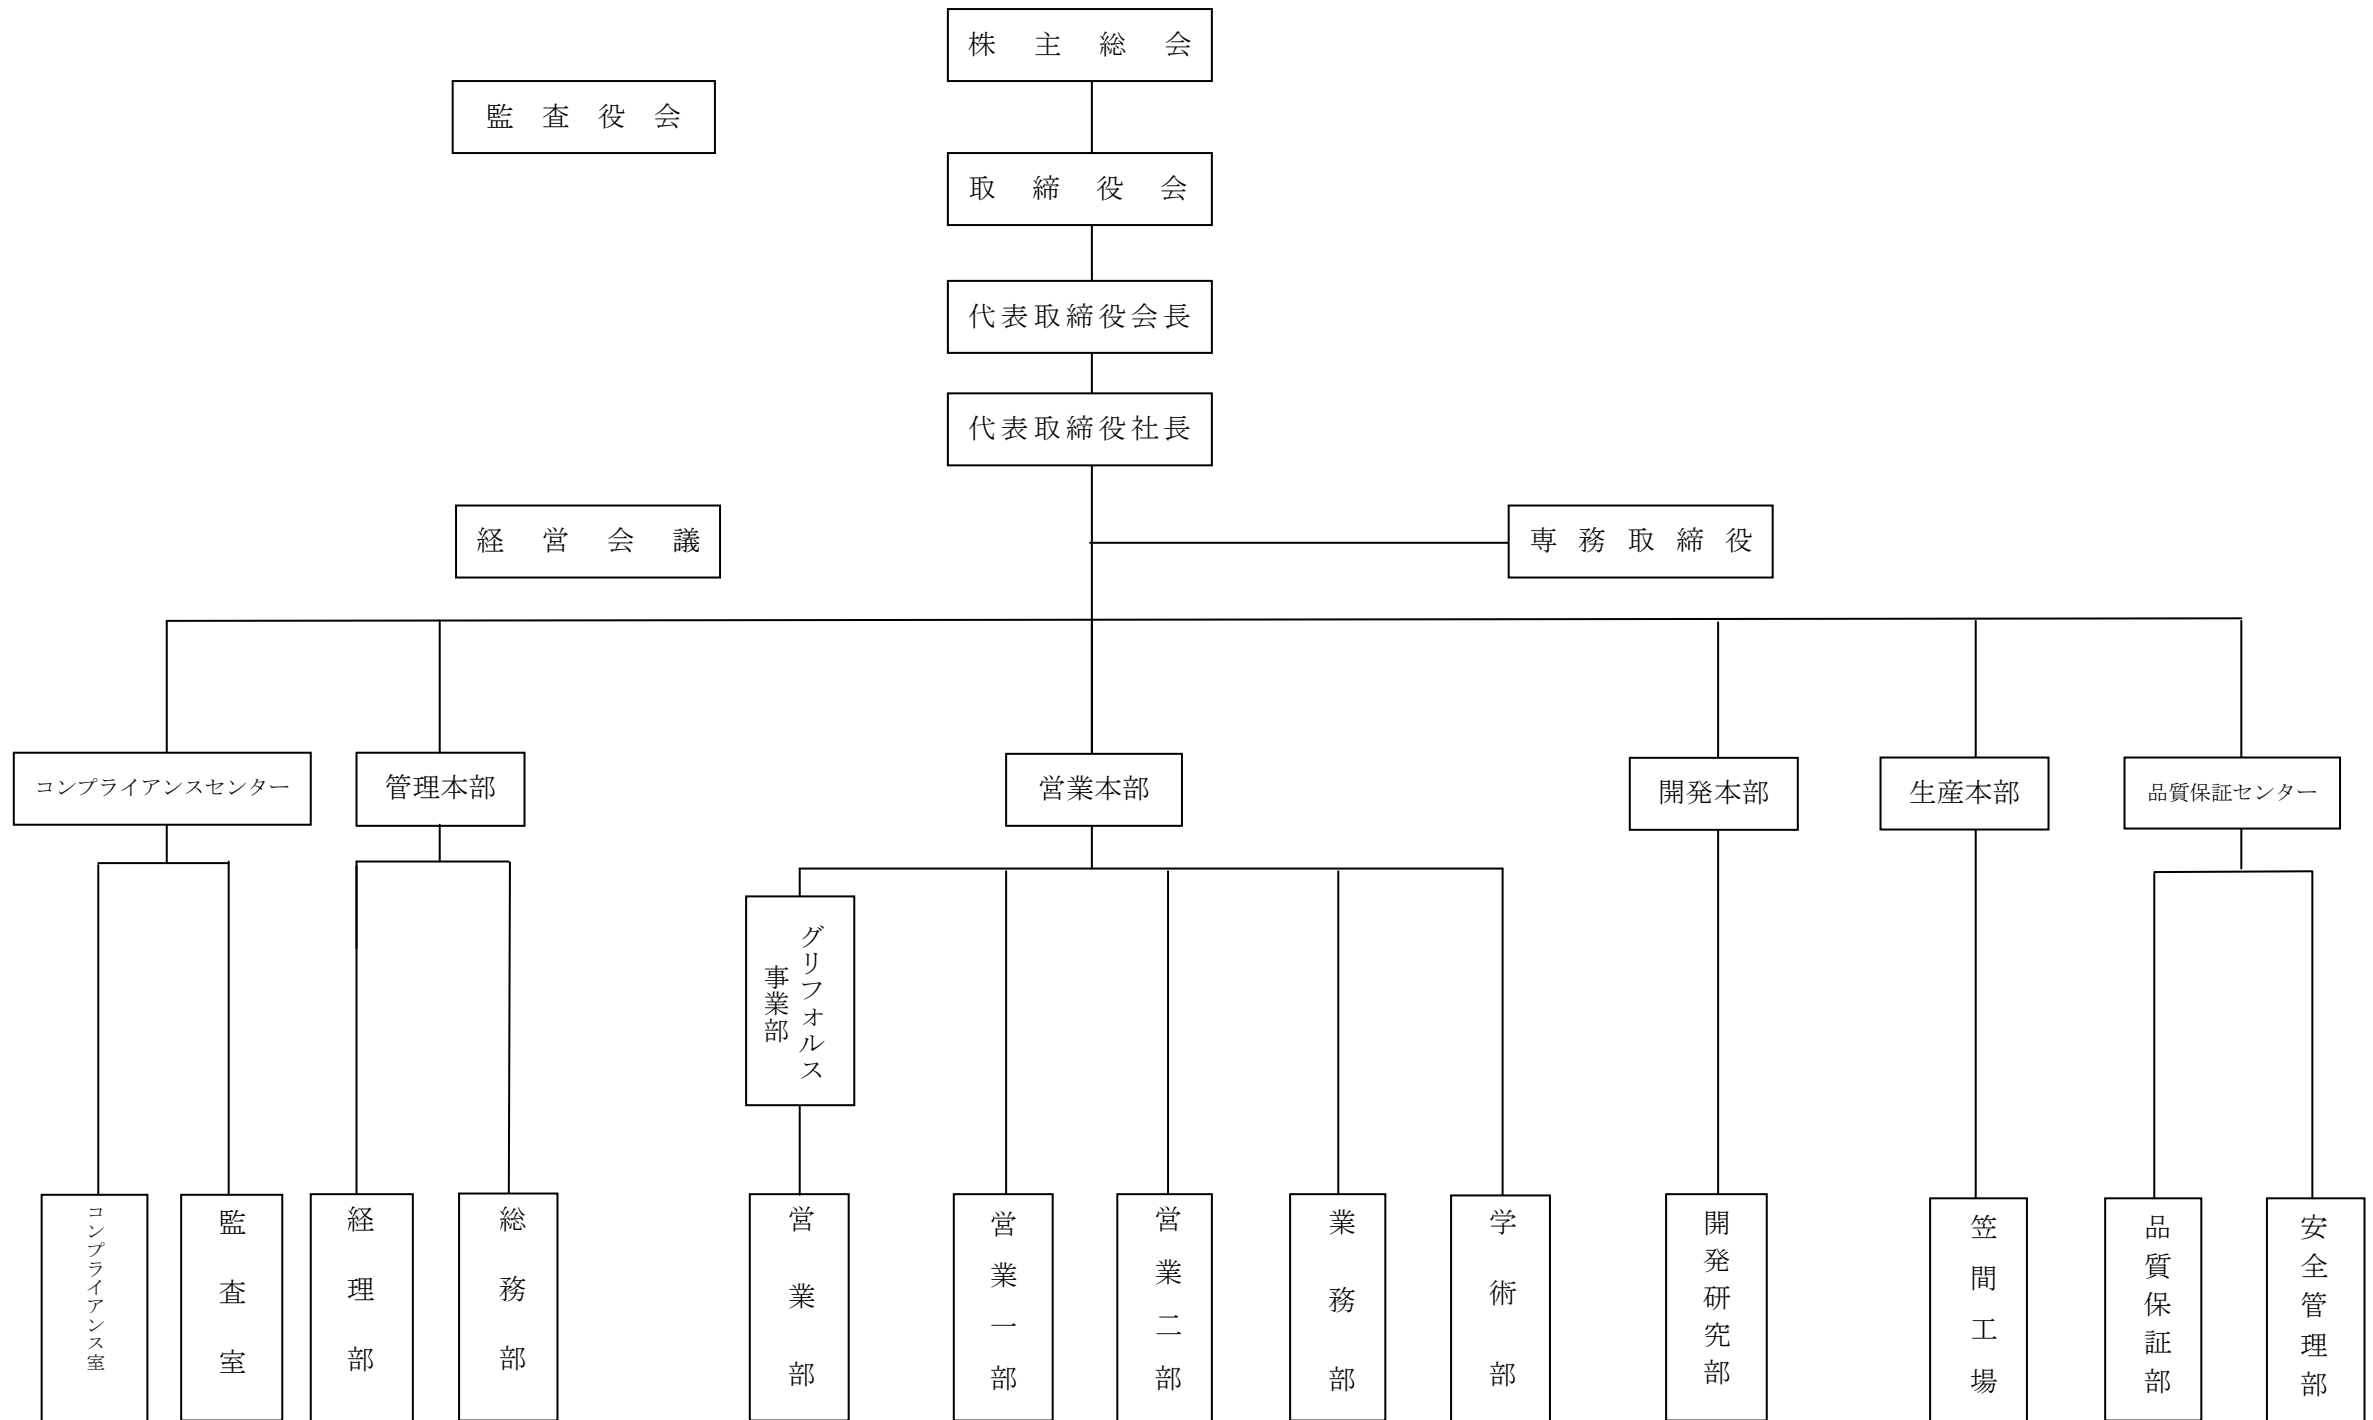 株主総会
監査役会
取締役会
代表取締役会長
代表取締役社長
経営会議
専務取締役
コンプライアンスセンター
管理本部
営業本部
開発本部
生産本部
品質保証センター
グリフォルス
事業部
コンプライアンス室
監査室
経理部
総務部
営業部
営業一部
営業二部
業務部
学術部
開発研究部
笠間工場
品質保証部
安全管理部